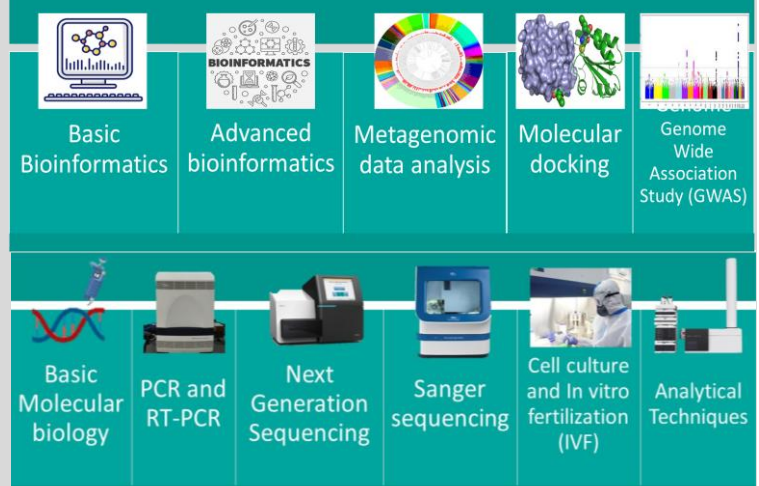 Basic
Bioinformatics
BIOINFORMATICS
Advanced
bioinformatics
Metagenomic
data analysis
Molecular
docking
Genome
Genome
Wide
Association
Study (GWAS)
Basic
Molecular
biology
PCR and
RT-PCR
Next
Generation
Sequencing
Sanger
sequencing
Cell culture
and In vitro
fertilization
(IVF)
Analytical
Techniques